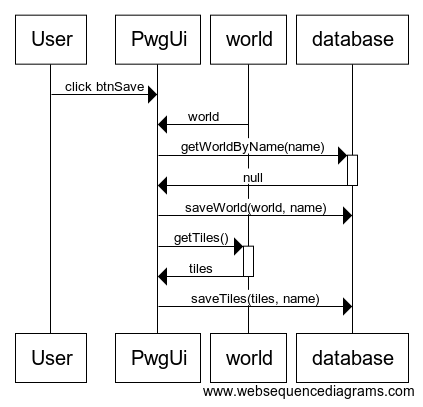 User PwgUi world database
click btnSave
world
getWorldByName(name)
null
saveWorld(world, name)
getTiles()
tiles
saveTiles(tiles, name)
User PwgUi world database
www.websequencediagrams.com